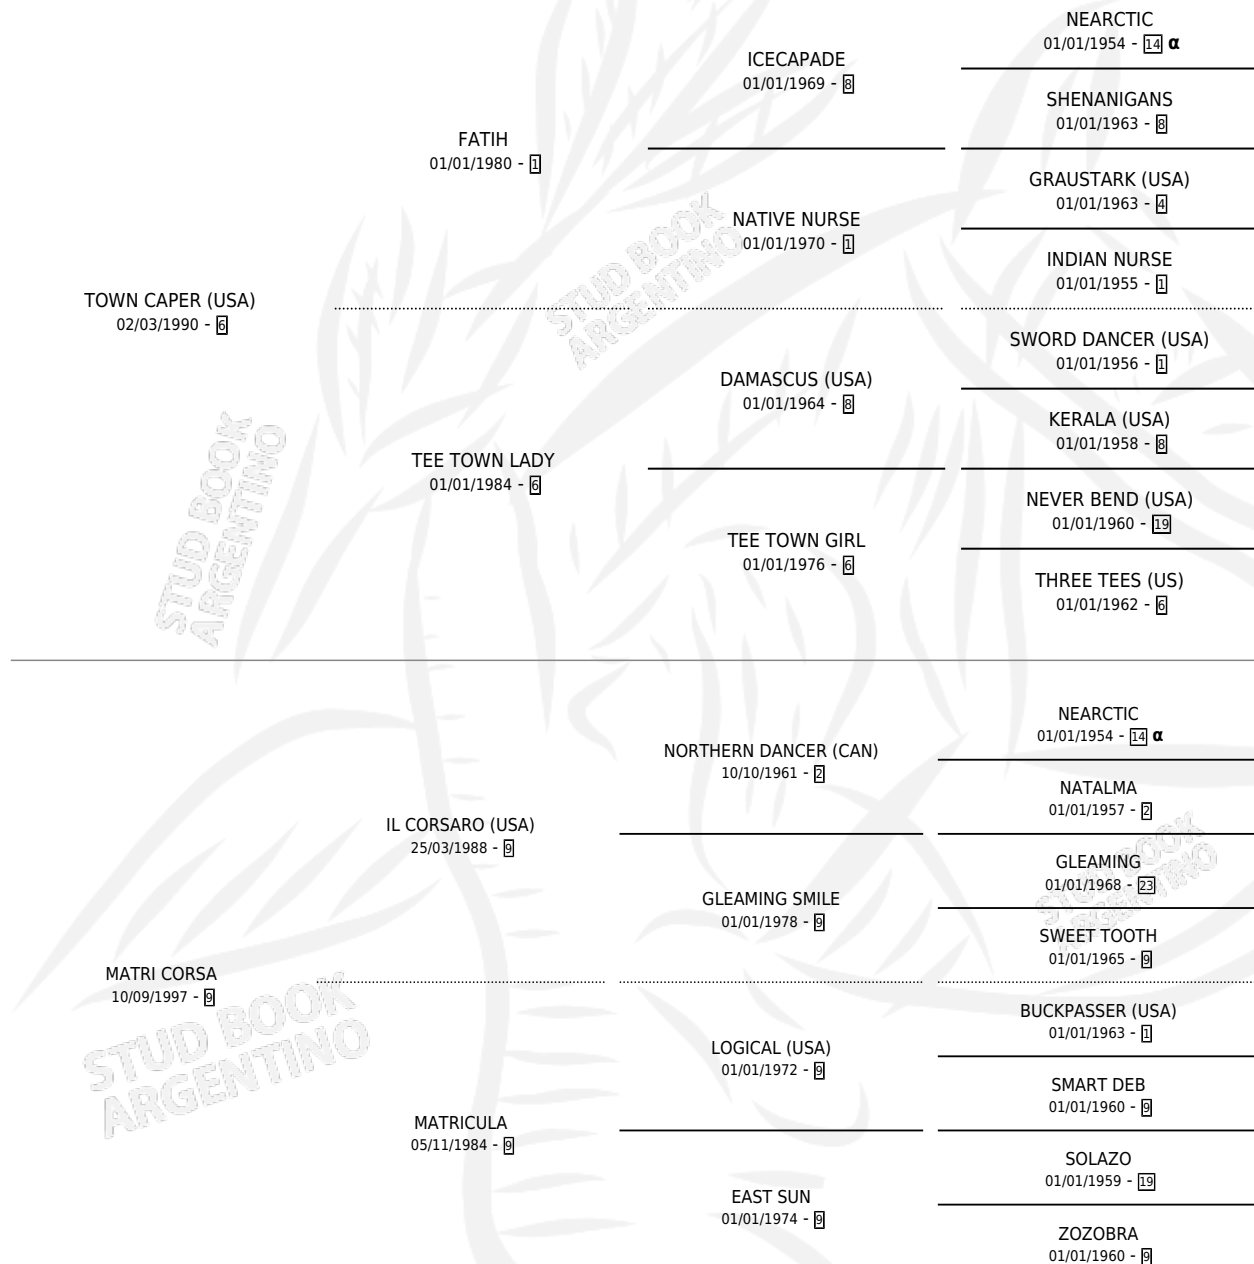 NEARCTIC
01/01/1954 - 14 α
ICECAPADE
01/01/1969 - 8
SHENANIGANS
01/01/1963 - 8
FATIH
01/01/1980 - 1
GRAUSTARK (USA)
01/01/1963 - 4
NATIVE NURSE
01/01/1970 - 1
INDIAN NURSE
01/01/1955 - 1
TOWN CAPER (USA)
02/03/1990 - 6
SWORD DANCER (USA)
01/01/1956 - 1
DAMASCUS (USA)
01/01/1964 - 8
KERALA (USA)
01/01/1958 - 8
TEE TOWN LADY
01/01/1984 - 6
NEVER BEND (USA)
01/01/1960 - 19
TEE TOWN GIRL
01/01/1976 - 6
THREE TEES (US)
01/01/1962 - 6
NEARCTIC
01/01/1954 - 14 α
NORTHERN DANCER (CAN)
10/10/1961 - 2
NATALMA
01/01/1957 - 2
IL CORSARO (USA)
25/03/1988 - 9
GLEAMING
01/01/1968 - 23
GLEAMING SMILE
01/01/1978 - 9
SWEET TOOTH
01/01/1965 - 9
MATRI CORSA
10/09/1997 - 9
BUCKPASSER (USA)
01/01/1963 - 1
LOGICAL (USA)
01/01/1972 - 9
SMART DEB
01/01/1960 - 9
MATRICULA
05/11/1984 - 9
SOLAZO
01/01/1959 - 19
EAST SUN
01/01/1974 - 9
ZOZOBRA
01/01/1960 - 9
STUD BOOK
ARGENTINO
STUD BOOK
ARGENTINO
STUD BOOK
ARGENTINO
STUD BOOK
ARGENTINO